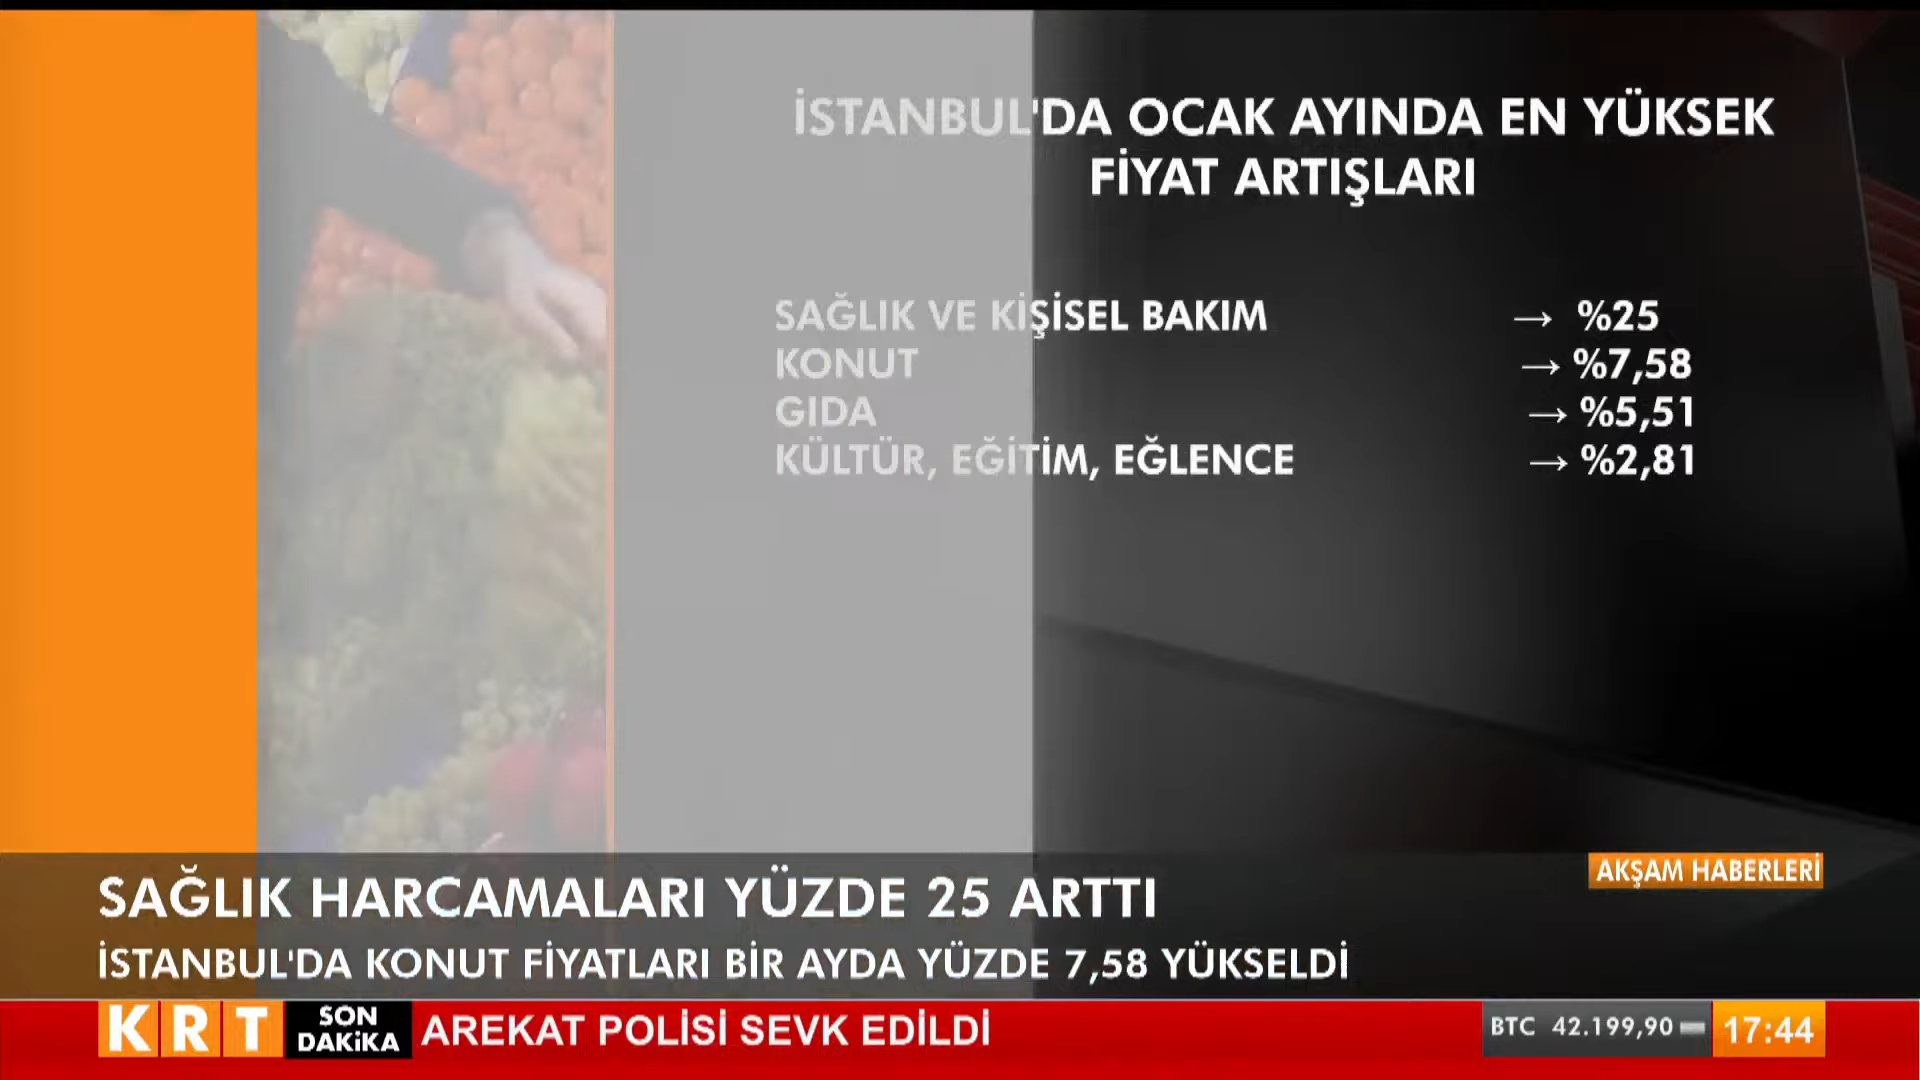 İSTANBUL'DA OCAK AYINDA EN YÜKSEK
FİYAT ARTIŞLARI
SAĞLIK VE KİŞİSEL BAKIM → %25
KONUT → %7,58
GIDA → %5,51
KÜLTÜR, EĞİTİM, EĞLENCE → %2,81
AKŞAM HABERLERİ
SAĞLIK HARCAMALARI YÜZDE 25 ARTTI
İSTANBUL'DA KONUT FİYATLARI BİR AYDA YÜZDE 7,58 YÜKSELDİ
KRT SON DAKİKA AREKAT POLİSİ SEVK EDİLDİ BTC 42.199,90 17:44